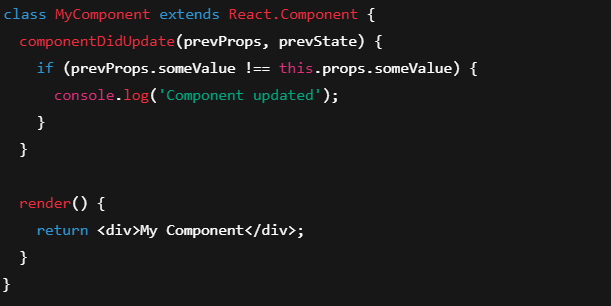 class MyComponent extends React.Component {
  componentDidUpdate(prevProps, prevState) {
    if (prevProps.someValue !== this.props.someValue) {
      console.log('Component updated');
    }
  }

  render() {
    return <div>My Component</div>;
  }
}